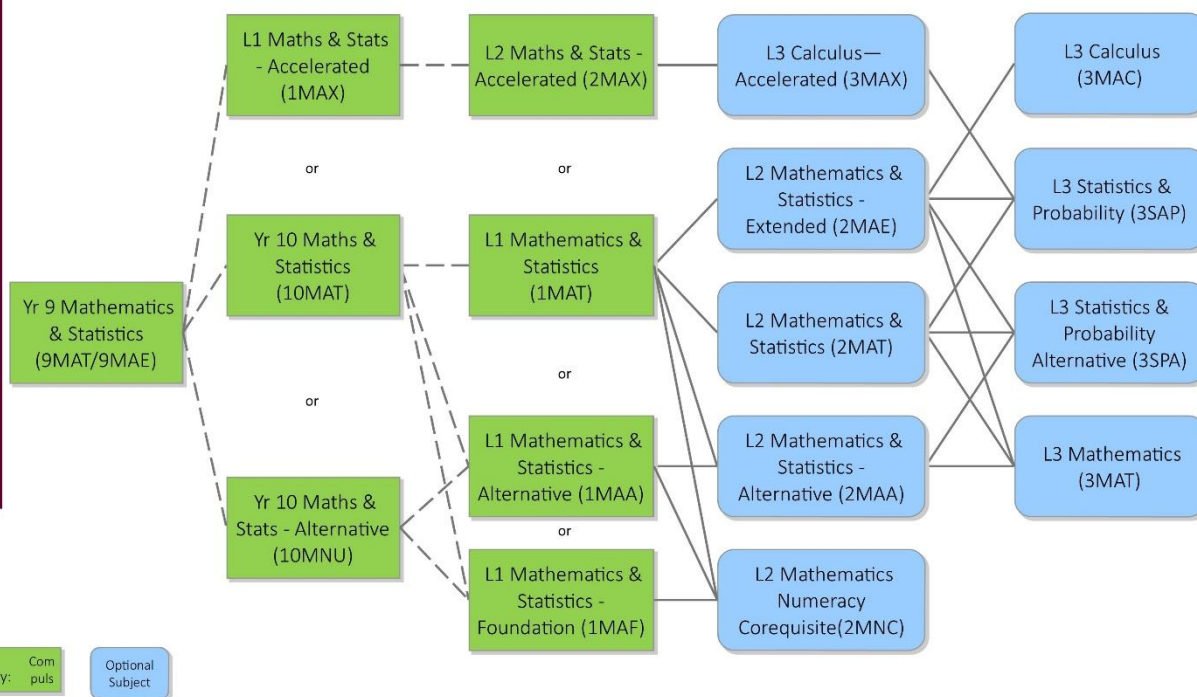 L1 Maths & Stats
- Accelerated
(1MAX)
L2 Maths & Stats -
Accelerated (2MAX)
L3 Calculus—
Accelerated (3MAX)
L3 Calculus
(3MAC)
or
or
Yr 10 Maths &
Statistics
(10MAT)
L1 Mathematics &
Statistics
(1MAT)
L2 Mathematics &
Statistics -
Extended (2MAE)
L3 Statistics &
Probability (3SAP)
Yr 9 Mathematics
& Statistics
(9MAT/9MAE)
L2 Mathematics &
Statistics (2MAT)
L3 Statistics &
Probability
Alternative (3SPA)
or
or
Yr 10 Maths &
Stats - Alternative
(10MNU)
L1 Mathematics &
Statistics -
Alternative (1MAA)
L2 Mathematics &
Statistics -
Alternative (2MAA)
L3 Mathematics
(3MAT)
or
L1 Mathematics &
Statistics -
Foundation (1MAF)
L2 Mathematics
Numeracy
Corequisite(2MNC)
y:
Com
puls
Optional
Subject